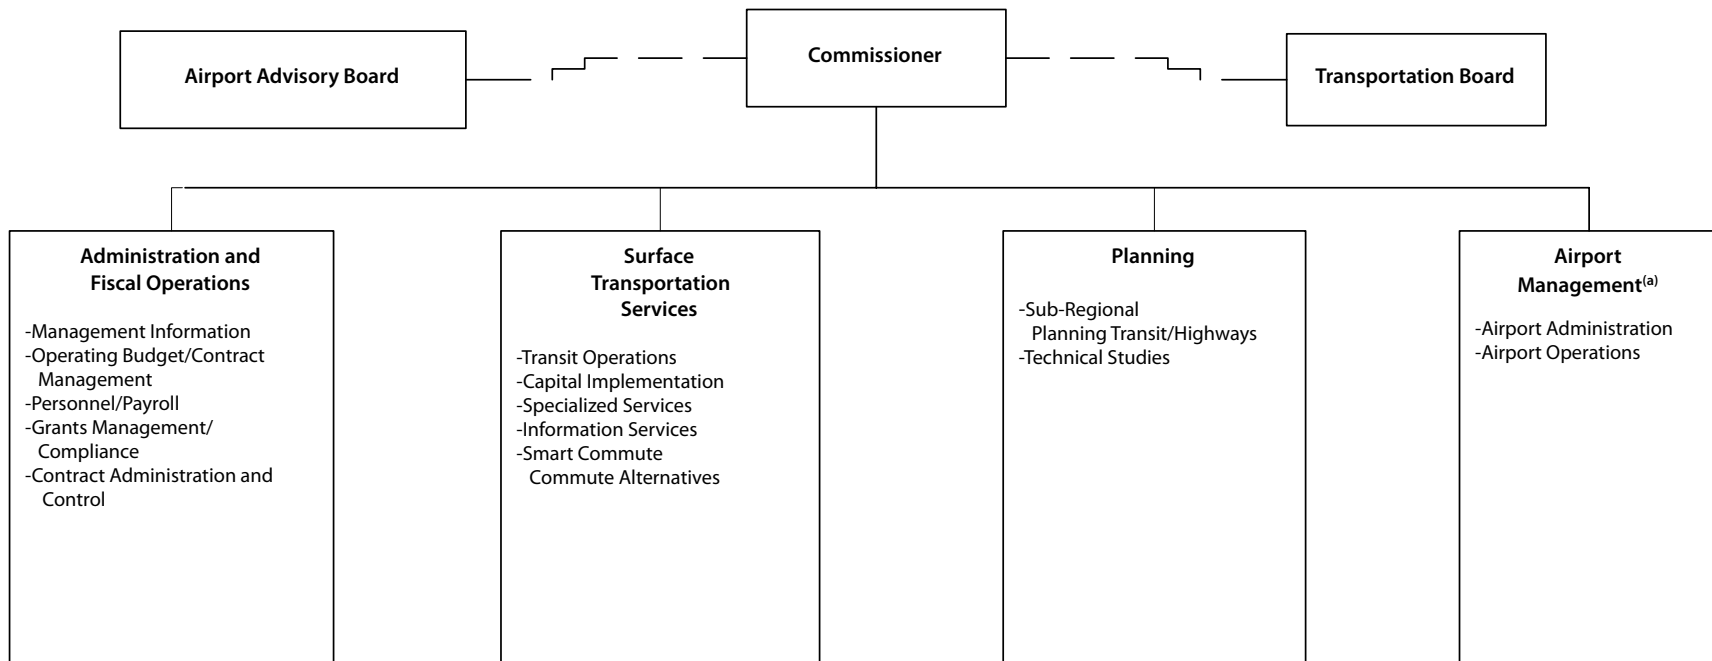 Airport Advisory Board
Commissioner
Transportation Board
Administration and
Fiscal Operations
-Management Information
-Operating Budget/Contract
Management
-Personnel/Payroll
-Grants Management/
Compliance
-Contract Administration and
Control
Surface
Transportation
Services
-Transit Operations
-Capital Implementation
-Specialized Services
-Information Services
-Smart Commute
Commute Alternatives
Planning
-Sub-Regional
Planning Transit/Highways
-Technical Studies
Airport
Management(a)
-Airport Administration
-Airport Operations